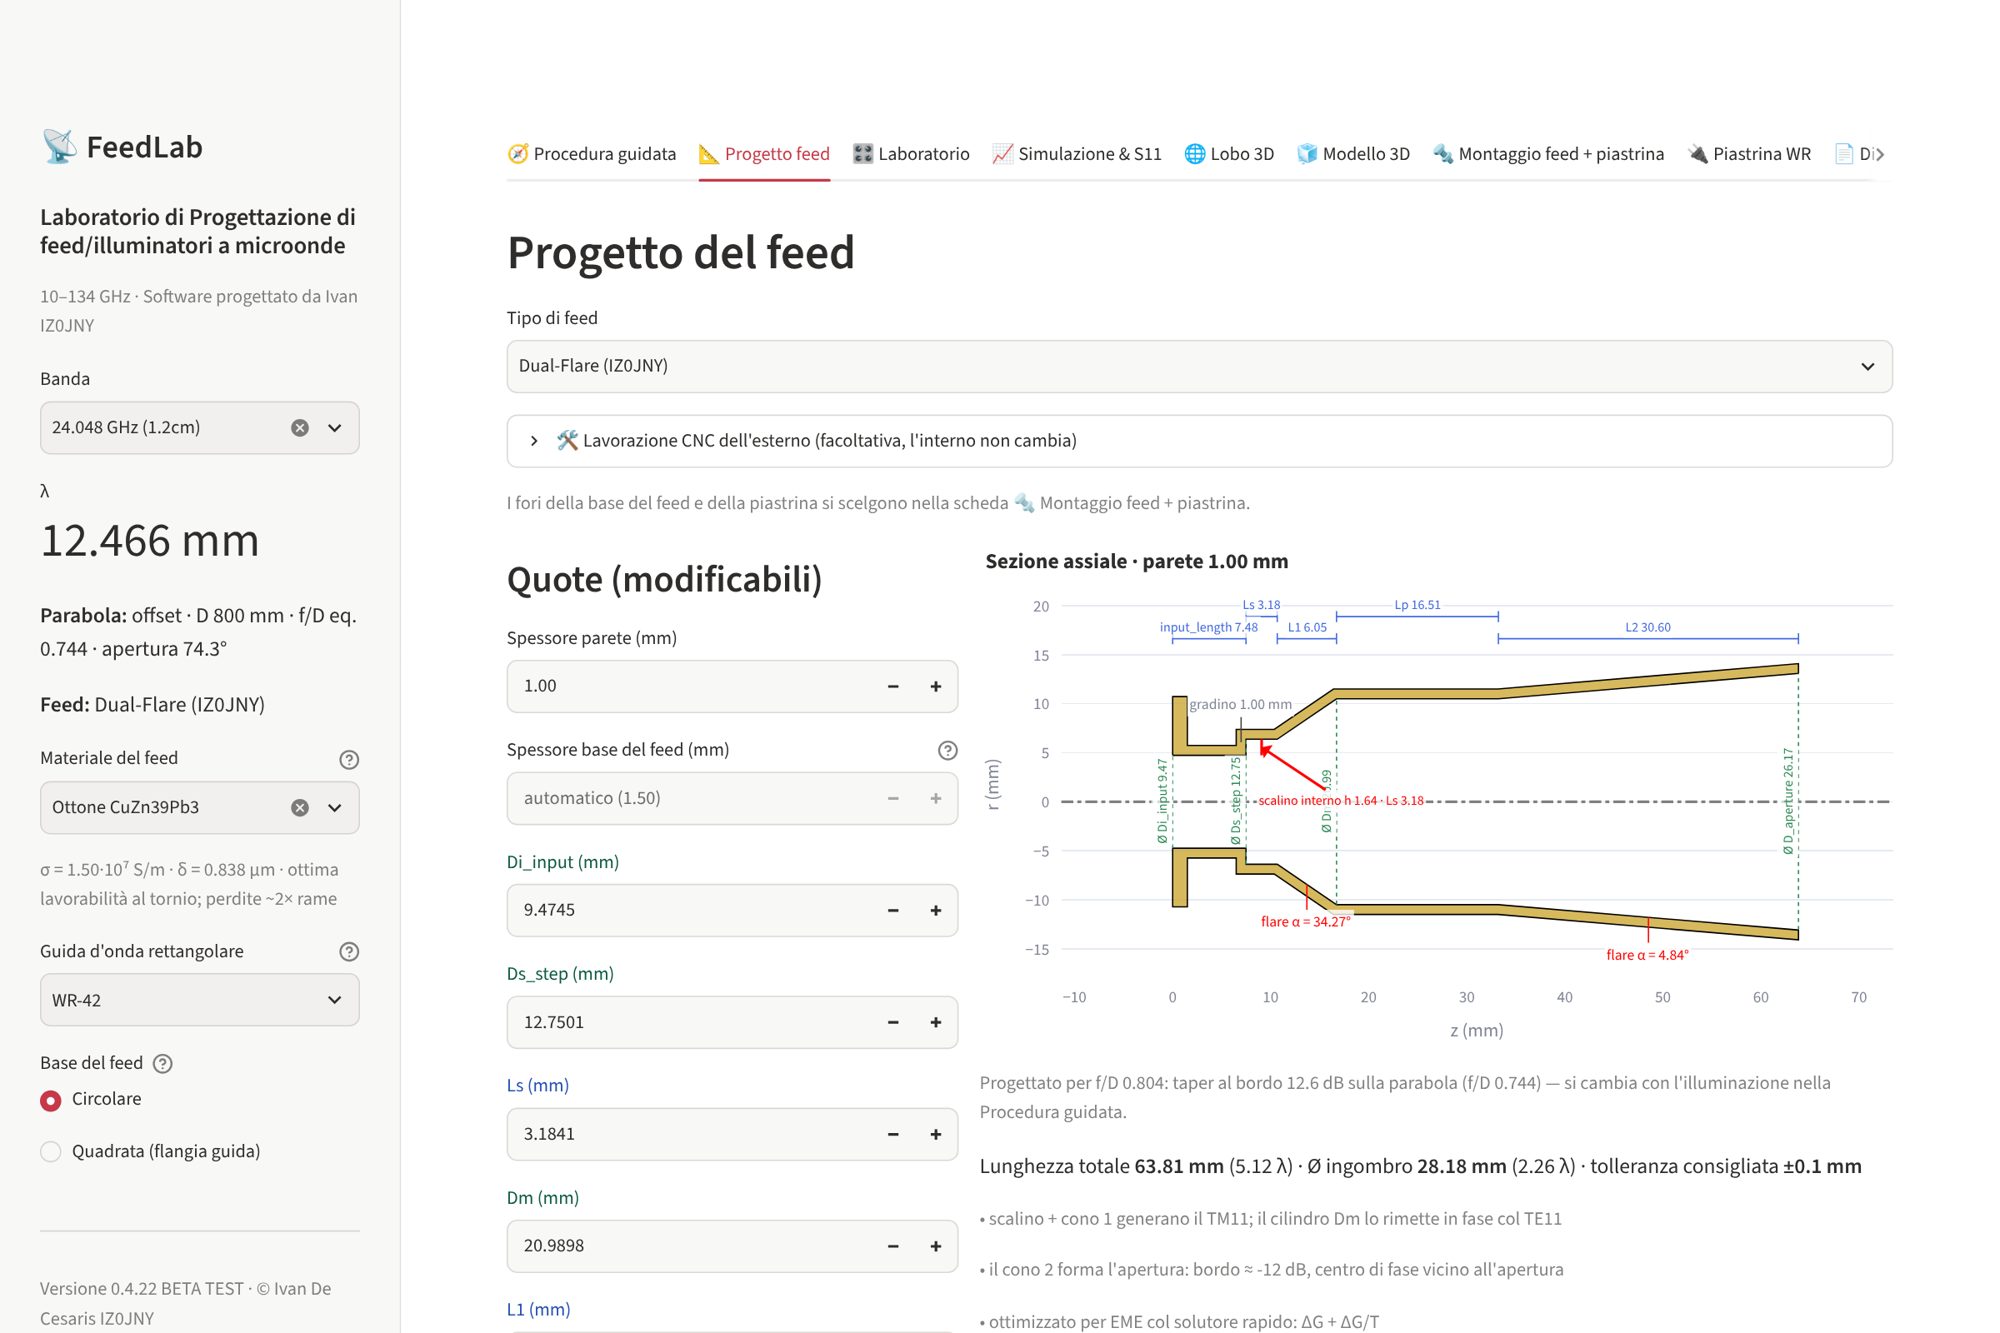 FeedLab
Laboratorio di Progettazione di
feed/illuminatori a microonde
10–134 GHz · Software progettato da Ivan
IZ0JNY
Banda
24.048 GHz (1.2cm)
λ
12.466 mm
Parabola: offset · D 800 mm · f/D eq.
0.744 · apertura 74.3°
Feed: Dual-Flare (IZ0JNY)
Materiale del feed
Ottone CuZn39Pb3
σ = 1.50·10⁷ S/m · δ = 0.838 µm · ottima
lavorabilità al tornio; perdite ~2× rame
Guida d'onda rettangolare
WR-42
Base del feed
Circolare
Quadrata (flangia guida)
Versione 0.4.22 BETA TEST · © Ivan De
Cesaris IZ0JNY
Procedura guidata
Progetto feed
Laboratorio
Simulazione & S11
Lobo 3D
Modello 3D
Montaggio feed + piastrina
Piastrina WR
Di
Progetto del feed
Tipo di feed
Dual-Flare (IZ0JNY)
Lavorazione CNC dell'esterno (facoltativa, l'interno non cambia)
I fori della base del feed e della piastrina si scelgono nella scheda Montaggio feed + piastrina.
Quote (modificabili)
Spessore parete (mm)
1.00
Spessore base del feed (mm)
automatico (1.50)
Di_input (mm)
9.4745
Ds_step (mm)
12.7501
Ls (mm)
3.1841
Dm (mm)
20.9898
L1 (mm)
Sezione assiale · parete 1.00 mm
Ls 3.18
Lp 16.51
input_length 7.48
L1 6.05
L2 30.60
gradino 1.00 mm
Ø Di_input 9.47
Ø Ds_step 12.75
Ø D_aperture 26.17
scalino interno h 1.64 · Ls 3.18
flare α = 34.27°
flare α = 4.84°
r (mm)
20
15
10
5
0
−5
−10
−15
−10
0
10
20
30
40
50
60
70
z (mm)
Progettato per f/D 0.804: taper al bordo 12.6 dB sulla parabola (f/D 0.744) — si cambia con l'illuminazione nella
Procedura guidata.
Lunghezza totale 63.81 mm (5.12 λ) · Ø ingombro 28.18 mm (2.26 λ) · tolleranza consigliata ±0.1 mm
• scalino + cono 1 generano il TM11; il cilindro Dm lo rimette in fase col TE11
• il cono 2 forma l'apertura: bordo ≈ -12 dB, centro di fase vicino all'apertura
• ottimizzato per EME col solutore rapido: ΔG + ΔG/T